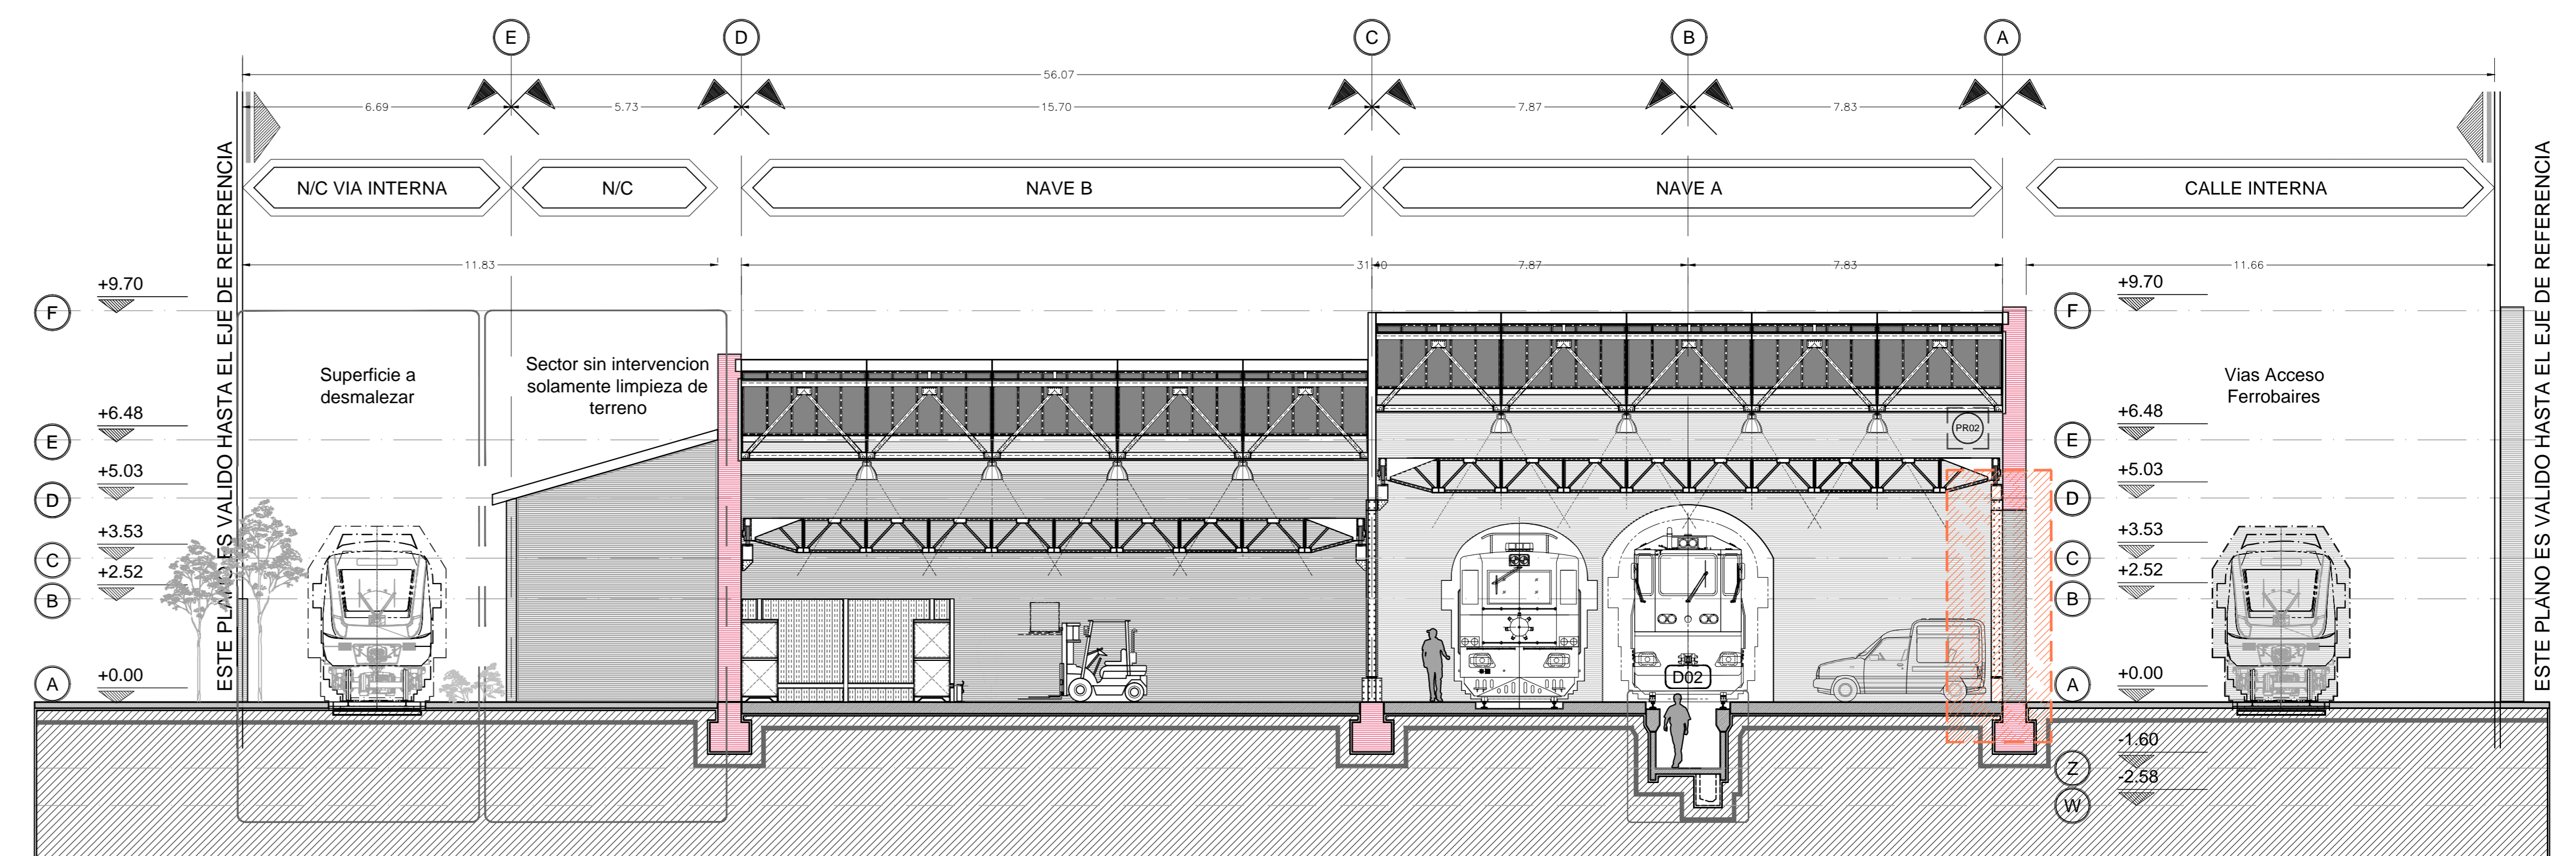 E
D
C
B
A
56.07
6.69
5.73
15.70
7.87
7.83
N/C VIA INTERNA
N/C
NAVE B
NAVE A
CALLE INTERNA
ESTE PLANO ES VALIDO HASTA EL EJE DE REFERENCIA
ESTE PLANO ES VALIDO HASTA EL EJE DE REFERENCIA
11.83
31.40
7.87
7.83
11.66
F
+9.70
E
+6.48
D
+5.03
C
+3.53
B
+2.52
A
+0.00
Superficie a
desmalezar
Sector sin intervencion
solamente limpieza de
terreno
PR02
D02
Vias Acceso
Ferrobaires
F
+9.70
E
+6.48
D
+5.03
C
+3.53
B
+2.52
A
+0.00
Z
-1.60
W
-2.58